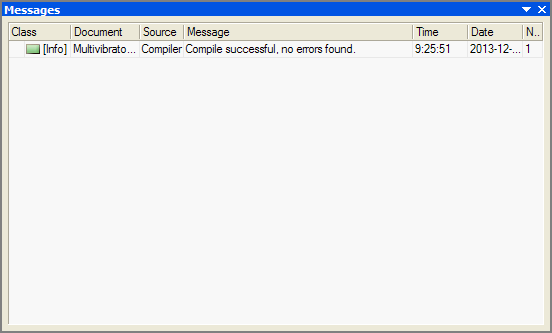 Messages
Class Document Source Message Time Date N..
[Info] Multivibrato... Compiler Compile successful, no errors found. 9:25:51 2013-12-... 1